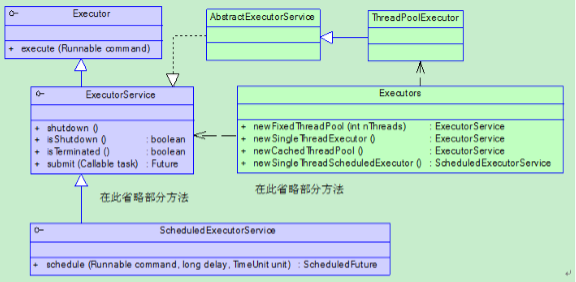 Executor
+ execute (Runnable command)
AbstractExecutorService
ThreadPoolExecutor
ExecutorService
+ shutdown ()
+ isShutdown () : boolean
+ isTerminated () : boolean
+ submit (Callable task) : Future
在此省略部分方法
Executors
+ newFixedThreadPool (int nThreads) : ExecutorService
+ newSingleThreadExecutor () : ExecutorService
+ newCachedThreadPool () : ExecutorService
+ newSingleThreadScheduledExecutor () : ScheduledExecutorService
在此省略部分方法
ScheduledExecutorService
+ schedule (Runnable command, long delay, TimeUnit unit) : ScheduledFuture